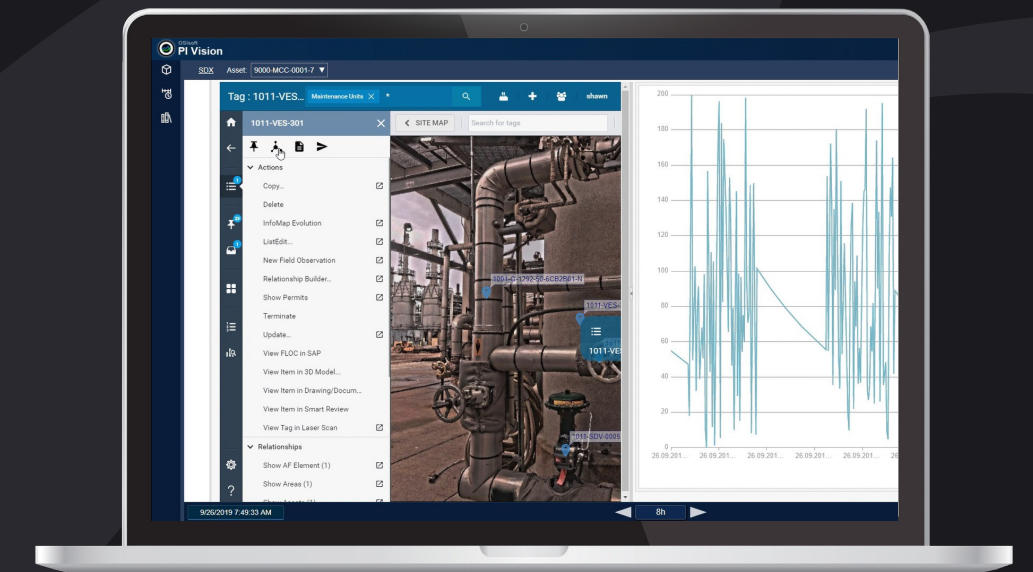 OSIsoft
PI Vision
SDX Asset: 9000-MCC-0001-7
Tag : 1011-VES... Maintenance Units × * shawn
1011-VES-301
SITE MAP Search for tags
Actions
Copy...
Delete
InfoMap Evolution
ListEdit...
New Field Observation
Relationship Builder...
Show Permits
Terminate
Update...
View FLOC in SAP
View Item in 3D Model...
View Item in Drawing/Docum...
View Item in Smart Review
View Tag in Laser Scan
Relationships
Show AF Element (1)
Show Areas (1)
1011-VES-
1011-VES
1010-SDV-0005
200
180
160
140
120
100
80
60
40
20
0
26.09.201... 26.09.201... 26.09.201... 26.09.201... 26.09.201... 26
9/26/2019 7:49:33 AM 8h